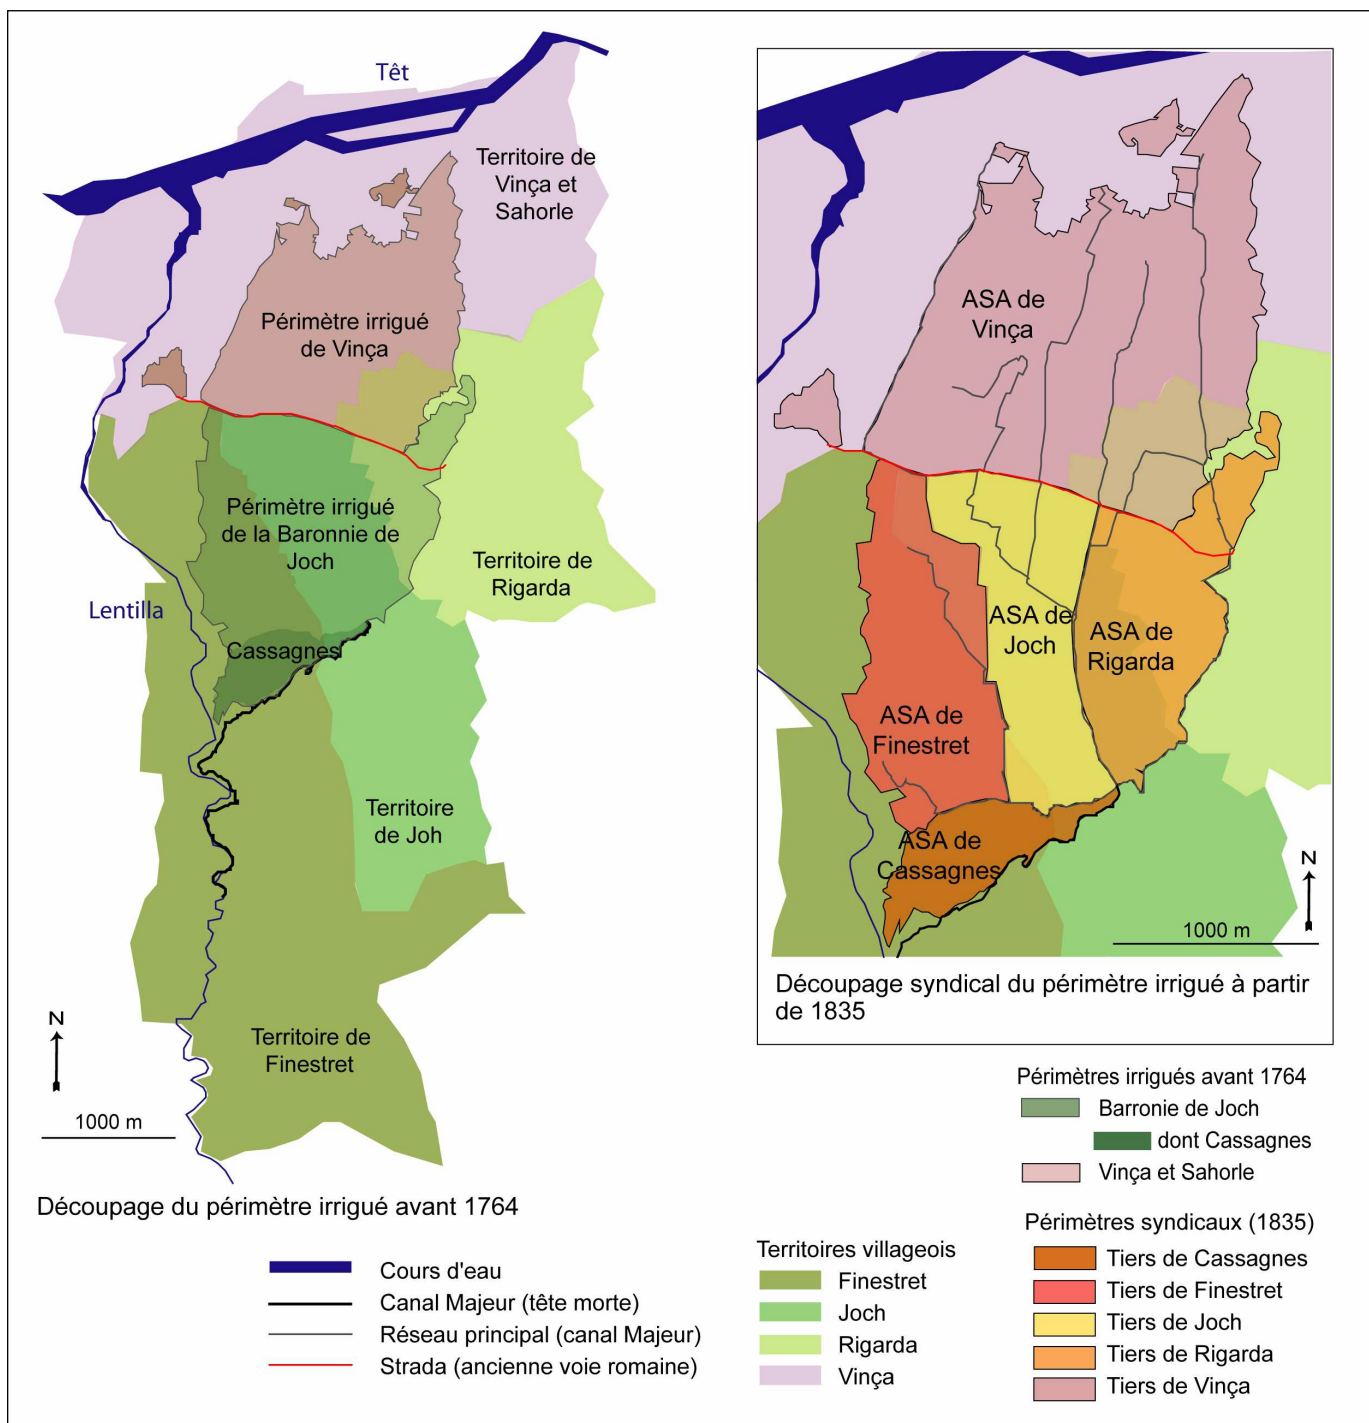 Têt
Territoire de
Vinça et
Sahorle
Périmètre irrigué
de Vinça
Périmètre irrigué
de la Baronnie de
Joch
Territoire de
Rigarda
Lentilla
Cassagnes
Territoire
de Joh
Territoire de
Finestret
N
1000 m
Découpage du périmètre irrigué avant 1764
ASA de
Vinça
ASA de
Joch
ASA de
Rigarda
ASA de
Finestret
ASA de
Cassagnes
N
1000 m
Découpage syndical du périmètre irrigué à partir
de 1835
Cours d'eau
Canal Majeur (tête morte)
Réseau principal (canal Majeur)
Strada (ancienne voie romaine)
Territoires villageois
Finestret
Joch
Rigarda
Vinça
Périmètres irrigués avant 1764
Barronie de Joch
dont Cassagnes
Vinça et Sahorle
Périmètres syndicaux (1835)
Tiers de Cassagnes
Tiers de Finestret
Tiers de Joch
Tiers de Rigarda
Tiers de Vinça